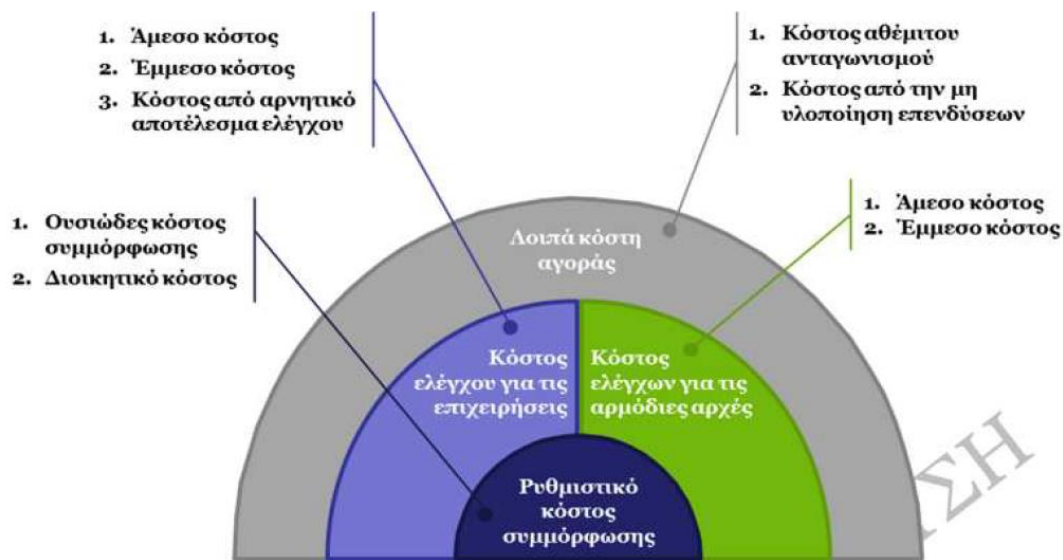 1. Άμεσο κόστος
2. Έμμεσο κόστος
3. Κόστος από αρνητικό
αποτέλεσμα ελέγχου
1. Κόστος αθέμιτου
ανταγωνισμού
2. Κόστος από την μη
υλοποίηση επενδύσεων
1. Ουσιώδες κόστος
συμμόρφωσης
2. Διοικητικό κόστος
1. Άμεσο κόστος
2. Έμμεσο κόστος
Λοιπά κόστη
αγοράς
Κόστος
ελέγχου για τις
επιχειρήσεις
Κόστος
ελέγχων για τις
αρμόδιες αρχές
Ρυθμιστικό
κόστος
συμμόρφωσης